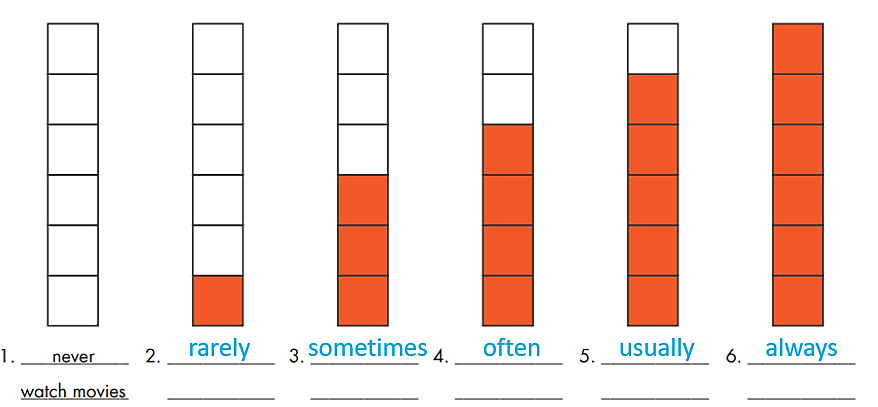 1. never 2. rarely 3. sometimes 4. often 5. usually 6. always
watch movies